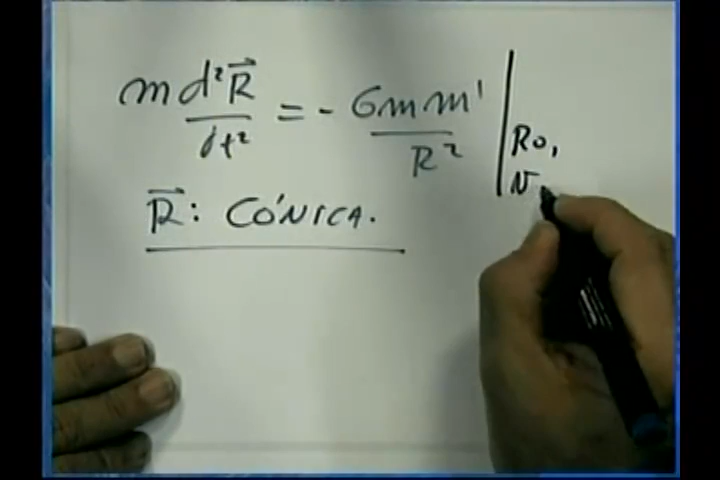 m d²R⃗ / dt² = - Gmm' / R² | R₀,
v
R⃗: CÓNICA.